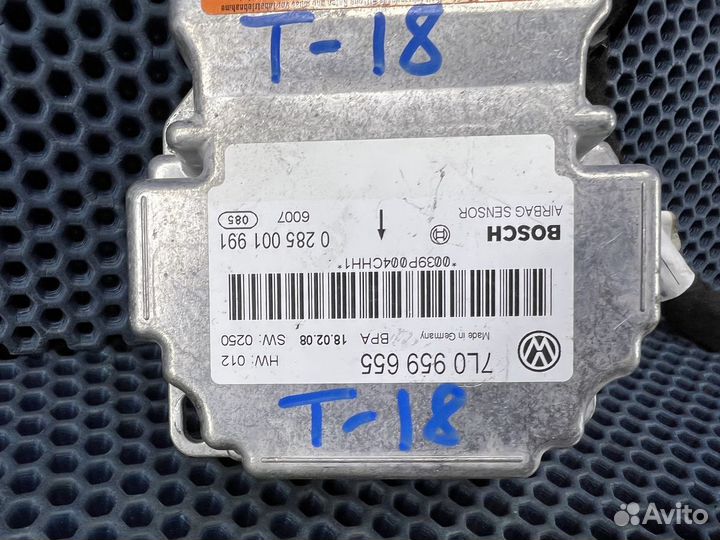 T-18
7L0 959 655
HW: 012
Made in Germany
BPA 18.02.08 SW: 0250
*0039P004CHH1*
BOSCH
0 285 001 991
AIRBAG SENSOR
6007
085
T-18
Avito